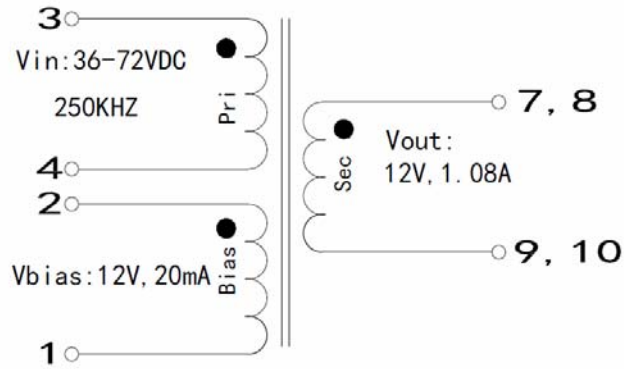 3
Vin:36-72VDC
250KHZ
Pri
4
2
Vbias:12V,20mA
Bias
1
7, 8
Vout:
12V,1.08A
Sec
9, 10